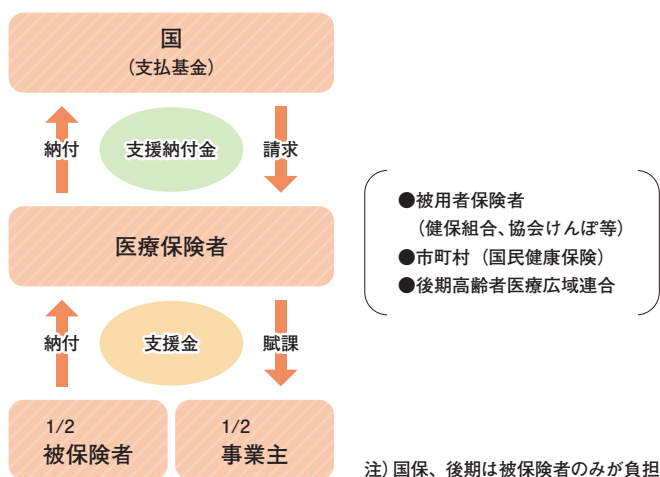 国
（支払基金）
納付
支援納付金
請求
医療保険者
●被用者保険者
（健保組合、協会けんぽ等）
●市町村（国民健康保険）
●後期高齢者医療広域連合
納付
支援金
賦課
1/2
被保険者
1/2
事業主
注）国保、後期は被保険者のみが負担